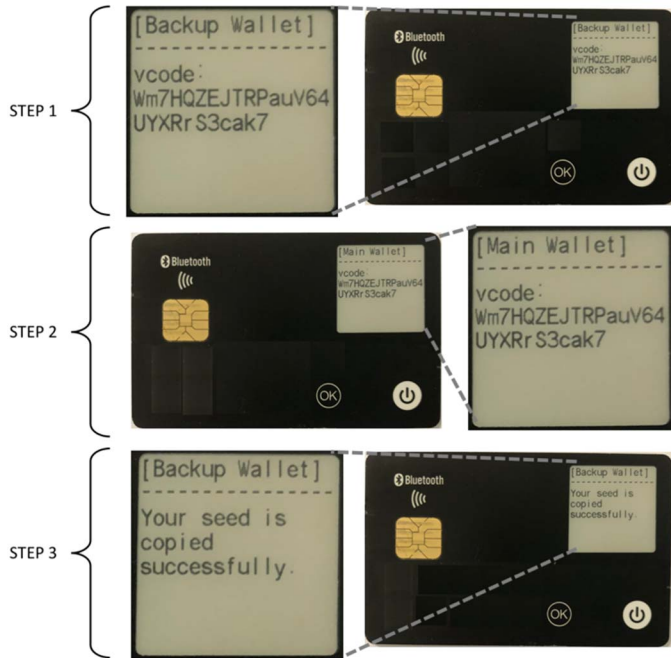 STEP 1
[Backup Wallet]
vcode:
Wm7HQZEJTRPauV64
UYXRrS3cak7
Bluetooth
[Backup Wallet]
vcode:
Wm7HQZEJTRPauV64
UYXRrS3cak7
OK
STEP 2
Bluetooth
[Main Wallet]
vcode:
Wm7HQZEJTRPauV64
UYXRrS3cak7
OK
[Main Wallet]
vcode:
Wm7HQZEJTRPauV64
UYXRrS3cak7
STEP 3
[Backup Wallet]
Your seed is
copied
successfully.
Bluetooth
[Backup Wallet]
Your seed is
copied
successfully.
OK